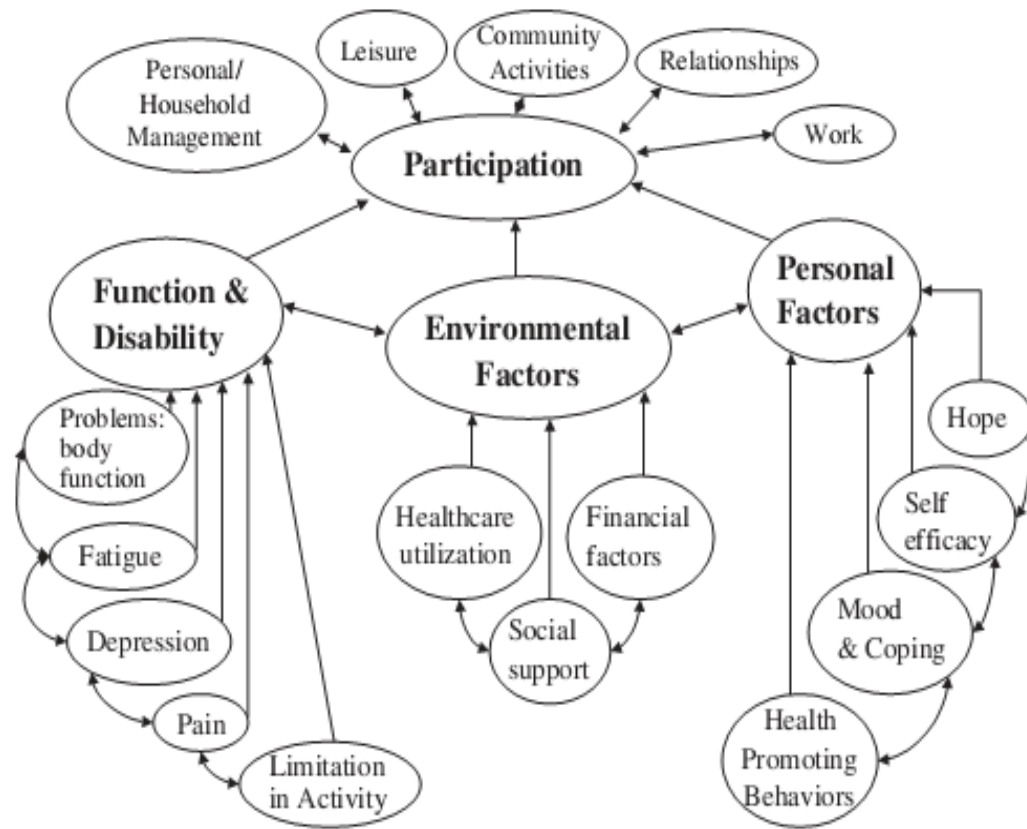 Leisure
Community
Activities
Relationships
Personal/
Household
Management
Work
Participation
Function &
Disability
Environmental
Factors
Personal
Factors
Problems:
body
function
Fatigue
Depression
Pain
Limitation
in Activity
Healthcare
utilization
Social
support
Financial
factors
Hope
Self
efficacy
Mood
& Coping
Health
Promoting
Behaviors